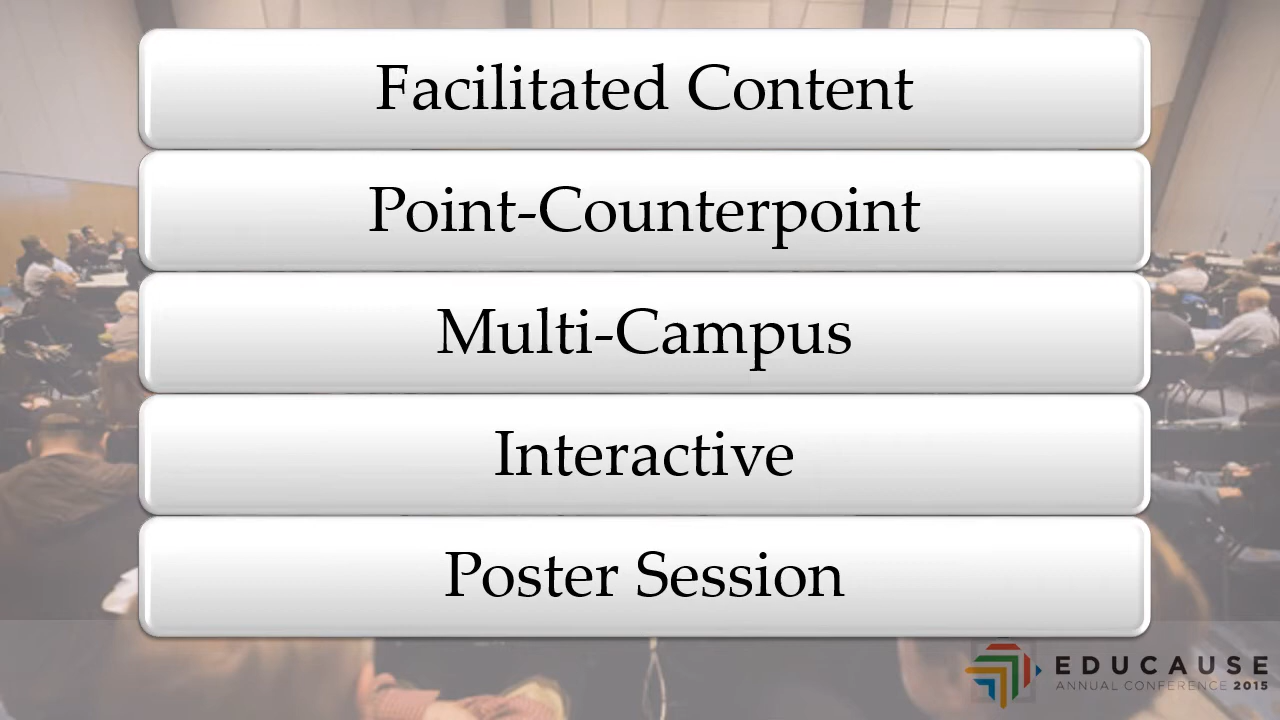 Facilitated Content
Point-Counterpoint
Multi-Campus
Interactive
Poster Session
EDUCAUSE
ANNUAL CONFERENCE 2015